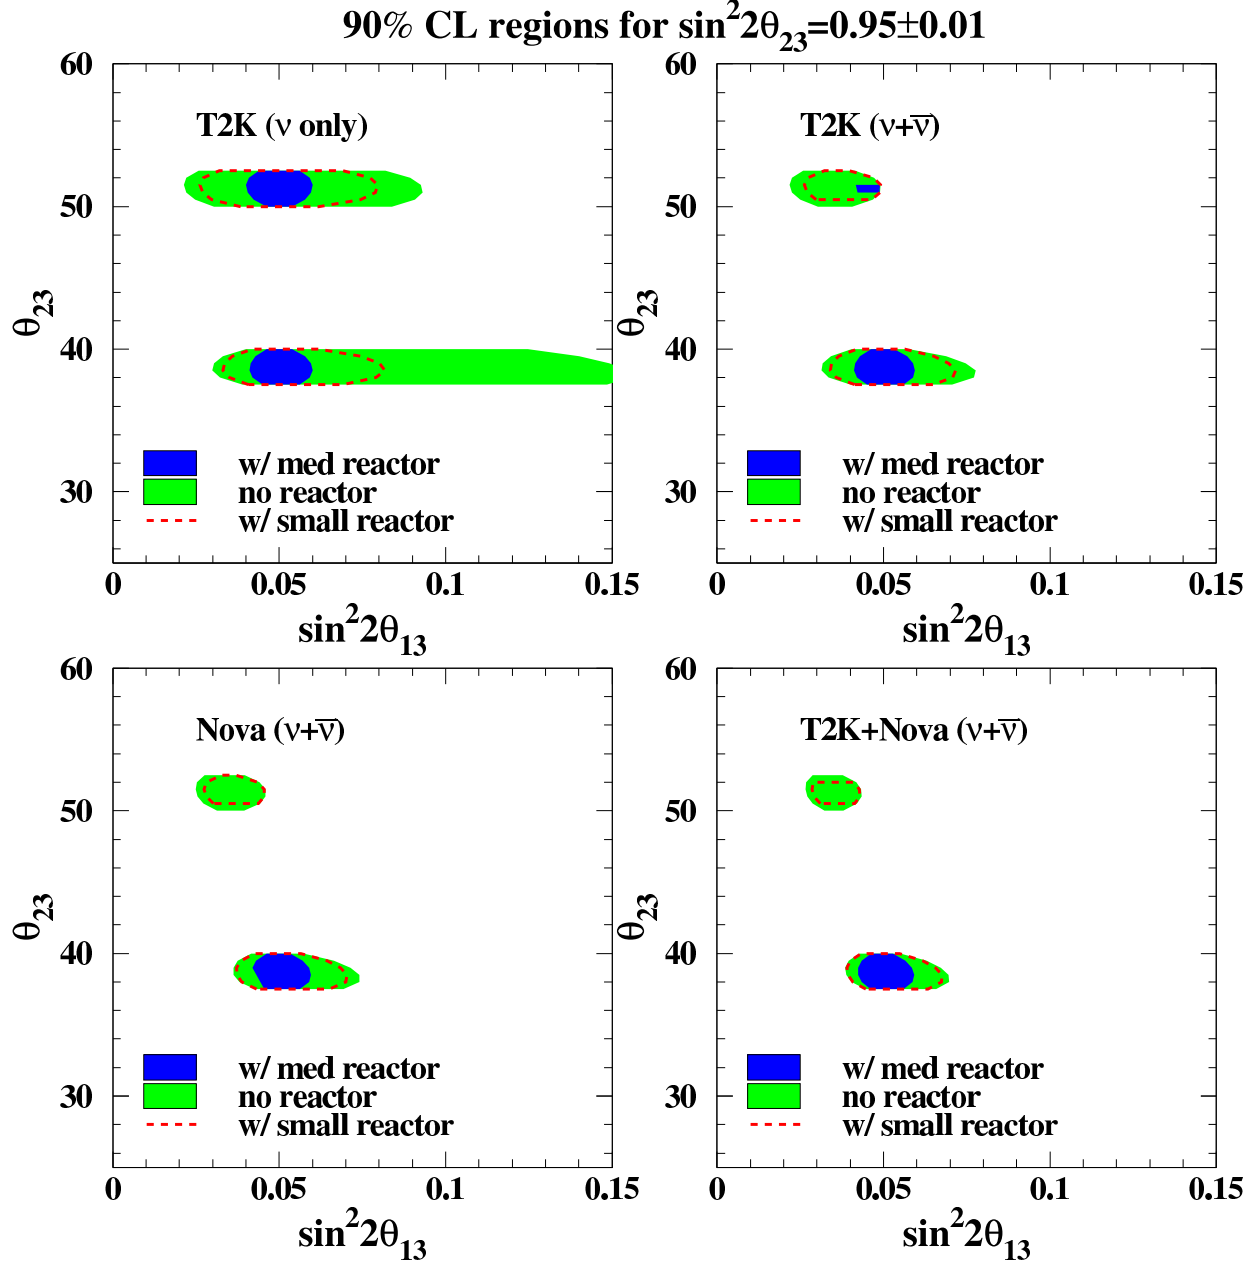 90% CL regions for sin²2θ₂₃=0.95±0.01
60
50
40
30
θ₂₃
T2K (ν only)
w/ med reactor
no reactor
w/ small reactor
0 0.05 0.1 0.15
sin²2θ₁₃
60
50
40
30
θ₂₃
T2K (ν+ν̅)
w/ med reactor
no reactor
w/ small reactor
0 0.05 0.1 0.15
sin²2θ₁₃
60
50
40
30
θ₂₃
Nova (ν+ν̅)
w/ med reactor
no reactor
w/ small reactor
0 0.05 0.1 0.15
sin²2θ₁₃
60
50
40
30
θ₂₃
T2K+Nova (ν+ν̅)
w/ med reactor
no reactor
w/ small reactor
0 0.05 0.1 0.15
sin²2θ₁₃